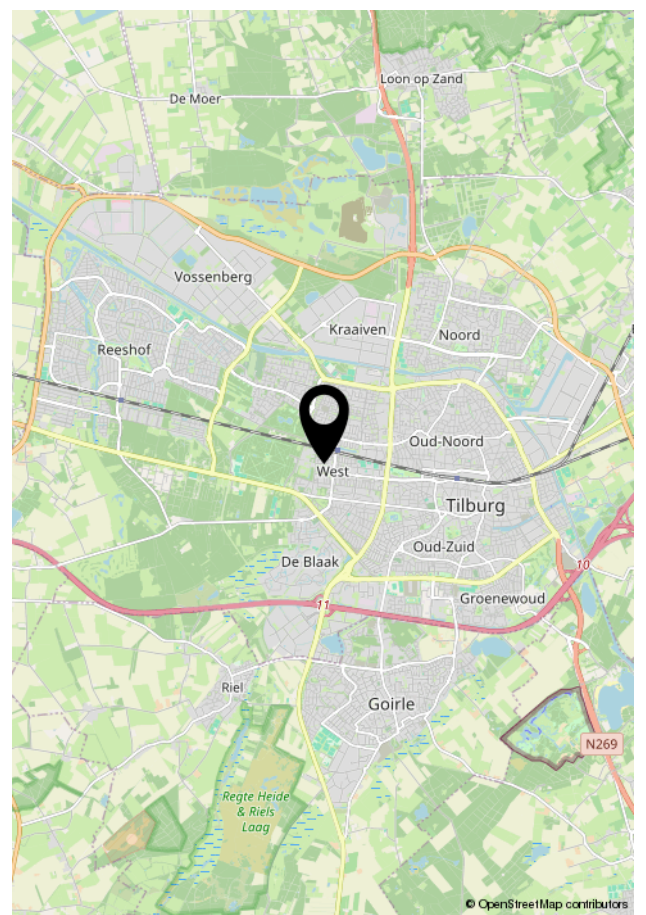 Loon op Zand
De Moer
Vossenberg
Kraaiven
Noord
Reeshof
Oud-Noord
West
Tilburg
Oud-Zuid
De Blaak
10
11
Groenewoud
Riel
Goirle
N269
Regte Heide
& Riels
Laag
© OpenStreetMap contributors